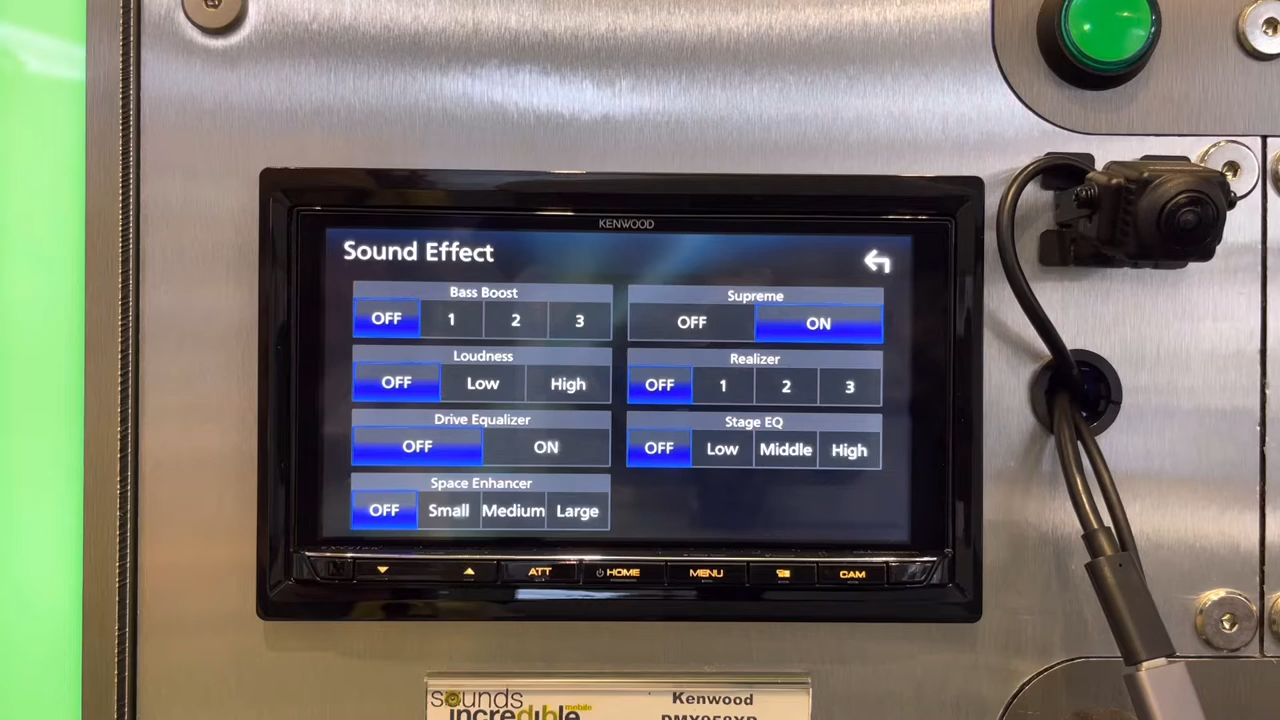 KENWOOD
Sound Effect
Bass Boost
OFF 1 2 3
Supreme
OFF ON
Loudness
OFF Low High
Realizer
OFF 1 2 3
Drive Equalizer
OFF ON
Stage EQ
OFF Low Middle High
Space Enhancer
OFF Small Medium Large
ATT HOME MENU CAM
sounds
mobile
incredible
Kenwood